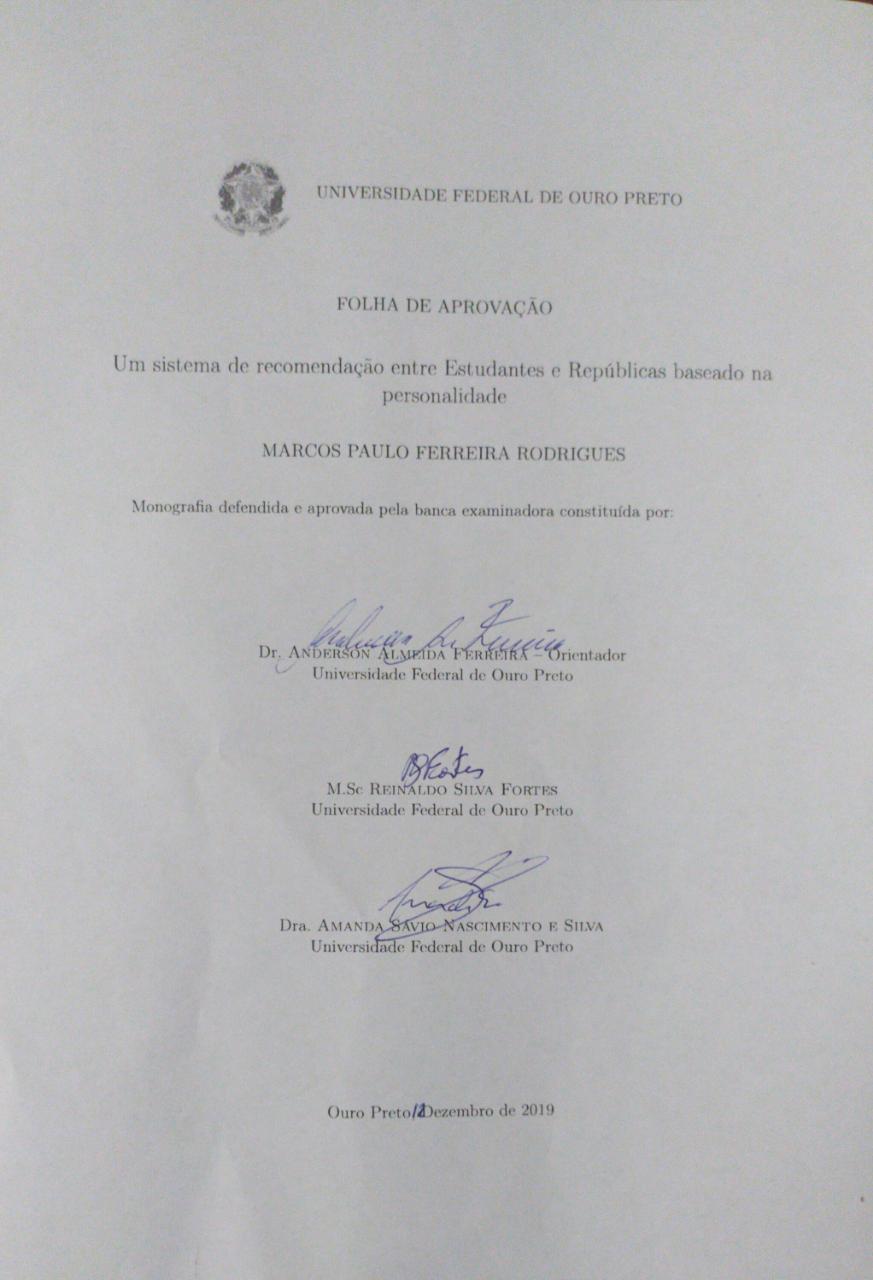 UNIVERSIDADE FEDERAL DE OURO PRETO
FOLHA DE APROVAÇÃO
Um sistema de recomendação entre Estudantes e Repúblicas baseado na
personalidade
MARCOS PAULO FERREIRA RODRIGUES
Monografia defendida e aprovada pela banca examinadora constituída por:
Dr. ANDERSON ALMEIDA FERREIRA – Orientador
Universidade Federal de Ouro Preto
M.Sc REINALDO SILVA FORTES
Universidade Federal de Ouro Preto
Dra. AMANDA SÁVIO NASCIMENTO E SILVA
Universidade Federal de Ouro Preto
Ouro Preto Dezembro de 2019